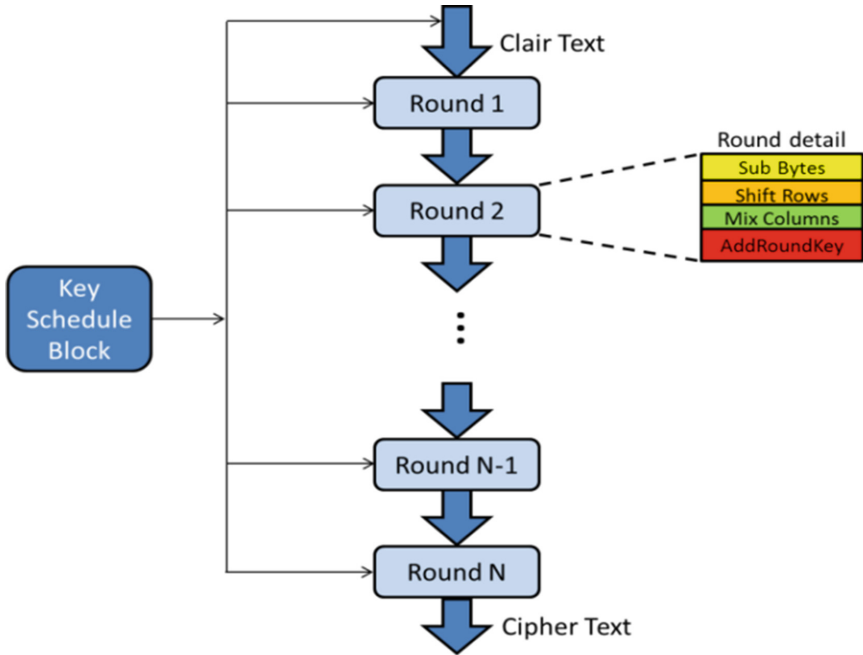 Clair Text
Round 1
Round detail
Sub Bytes
Shift Rows
Mix Columns
AddRoundKey
Round 2
Key
Schedule
Block
Round N-1
Round N
Cipher Text